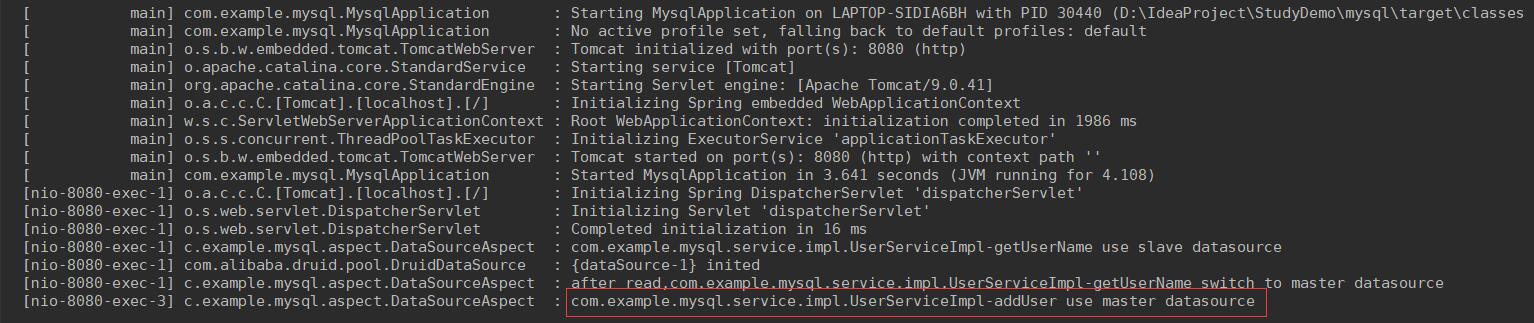 [           main] com.example.mysql.MysqlApplication       : Starting MysqlApplication on LAPTOP-SIDIA6BH with PID 30440 (D:\IdeaProject\StudyDemo\mysql\target\classes
[           main] com.example.mysql.MysqlApplication       : No active profile set, falling back to default profiles: default
[           main] o.s.b.w.embedded.tomcat.TomcatWebServer  : Tomcat initialized with port(s): 8080 (http)
[           main] o.apache.catalina.core.StandardService   : Starting service [Tomcat]
[           main] org.apache.catalina.core.StandardEngine  : Starting Servlet engine: [Apache Tomcat/9.0.41]
[           main] o.a.c.c.C.[Tomcat].[localhost].[/]       : Initializing Spring embedded WebApplicationContext
[           main] w.s.c.ServletWebServerApplicationContext : Root WebApplicationContext: initialization completed in 1986 ms
[           main] o.s.s.concurrent.ThreadPoolTaskExecutor  : Initializing ExecutorService 'applicationTaskExecutor'
[           main] o.s.b.w.embedded.tomcat.TomcatWebServer  : Tomcat started on port(s): 8080 (http) with context path ''
[           main] com.example.mysql.MysqlApplication       : Started MysqlApplication in 3.641 seconds (JVM running for 4.108)
[nio-8080-exec-1] o.a.c.c.C.[Tomcat].[localhost].[/]       : Initializing Spring DispatcherServlet 'dispatcherServlet'
[nio-8080-exec-1] o.s.web.servlet.DispatcherServlet        : Initializing Servlet 'dispatcherServlet'
[nio-8080-exec-1] o.s.web.servlet.DispatcherServlet        : Completed initialization in 16 ms
[nio-8080-exec-1] c.example.mysql.aspect.DataSourceAspect  : com.example.mysql.service.impl.UserServiceImpl-getUserName use slave datasource
[nio-8080-exec-1] com.alibaba.druid.pool.DruidDataSource   : {dataSource-1} inited
[nio-8080-exec-1] c.example.mysql.aspect.DataSourceAspect  : after read,com.example.mysql.service.impl.UserServiceImpl-getUserName switch to master datasource
[nio-8080-exec-3] c.example.mysql.aspect.DataSourceAspect  : com.example.mysql.service.impl.UserServiceImpl-addUser use master datasource